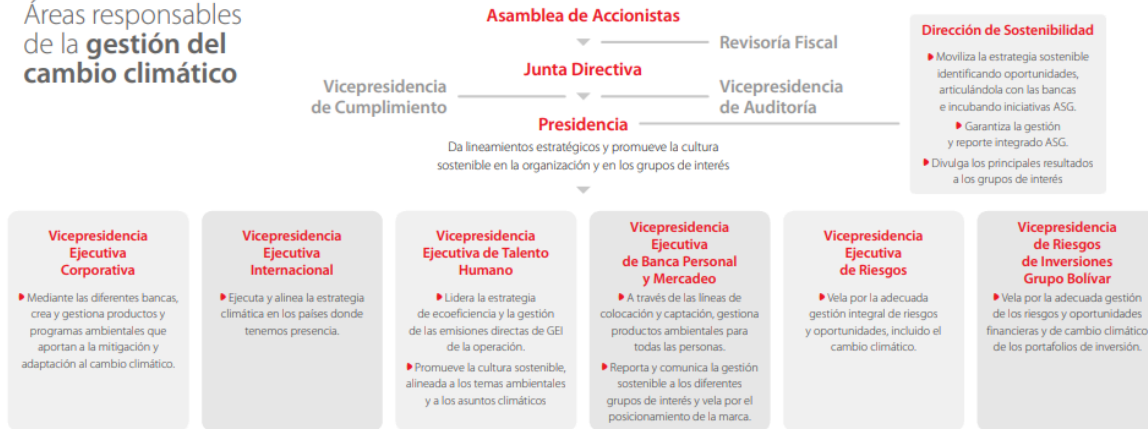 Áreas responsables
de la gestión del
cambio climático
Asamblea de Accionistas
Revisoría Fiscal
Junta Directiva
Vicepresidencia
de Cumplimiento
Vicepresidencia
de Auditoría
Presidencia
Da lineamientos estratégicos y promueve la cultura
sostenible en la organización y en los grupos de interés
Dirección de Sostenibilidad
Moviliza la estrategia sostenible
identificando oportunidades,
articulándola con las bancas
e incubando iniciativas ASG.
Garantiza la gestión
y reporte integrado ASG.
Divulga los principales resultados
a los grupos de interés
Vicepresidencia
Ejecutiva
Corporativa
Mediante las diferentes bancas,
crea y gestiona productos y
programas ambientales que
aportan a la mitigación y
adaptación al cambio climático.
Vicepresidencia
Ejecutiva
Internacional
Ejecuta y alinea la estrategia
climática en los países donde
tenemos presencia.
Vicepresidencia
Ejecutiva de Talento
Humano
Lidera la estrategia
de ecoeficiencia y la gestión
de las emisiones directas de GEI
de la operación.
Promueve la cultura sostenible,
alineada a los temas ambientales
y a los asuntos climáticos
Vicepresidencia
Ejecutiva
de Banca Personal
y Mercadeo
A través de las líneas de
colocación y captación, gestiona
productos ambientales para
todas las personas.
Reporta y comunica la gestión
sostenible a los diferentes
grupos de interés y vela por el
posicionamiento de la marca.
Vicepresidencia
Ejecutiva
de Riesgos
Vela por la adecuada
gestión integral de riesgos
y oportunidades, incluido el
cambio climático.
Vicepresidencia
de Riesgos
de Inversiones
Grupo Bolívar
Vela por la adecuada gestión
de los riesgos y oportunidades
financieras y de cambio climático
de los portafolios de inversión.